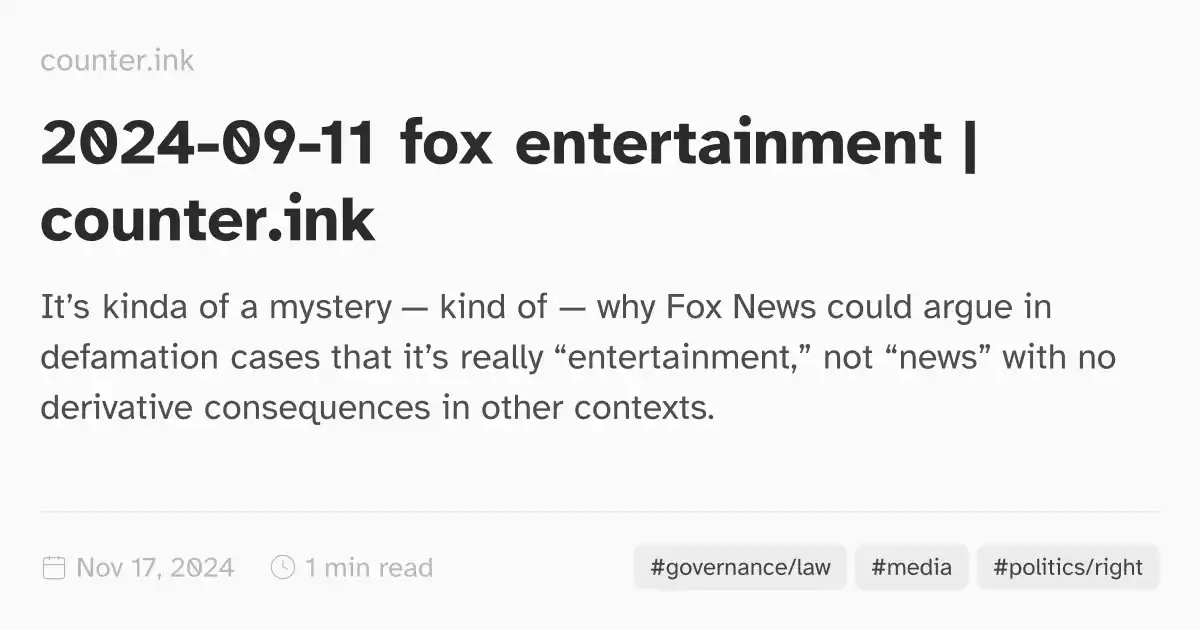 counter.ink
2024-09-11 fox entertainment |
counter.ink
It’s kinda of a mystery — kind of — why Fox News could argue in
defamation cases that it’s really “entertainment,” not “news” with no
derivative consequences in other contexts.
Nov 17, 2024 1 min read #governance/law #media #politics/right